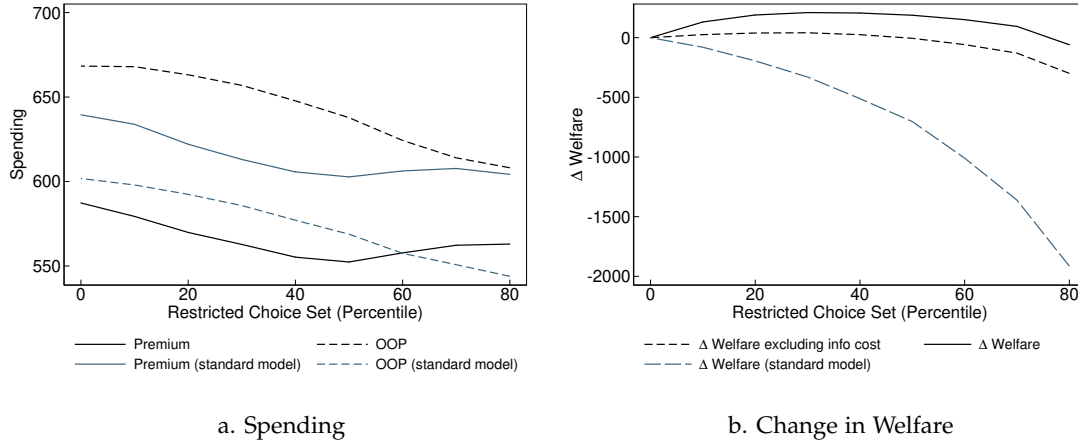 700
650
600
550
Spending
0 20 40 60 80
Restricted Choice Set (Percentile)
Premium OOP
Premium (standard model) OOP (standard model)
a. Spending
0
-500
-1000
-1500
-2000
Δ Welfare
0 20 40 60 80
Restricted Choice Set (Percentile)
Δ Welfare excluding info cost Δ Welfare
Δ Welfare (standard model)
b. Change in Welfare